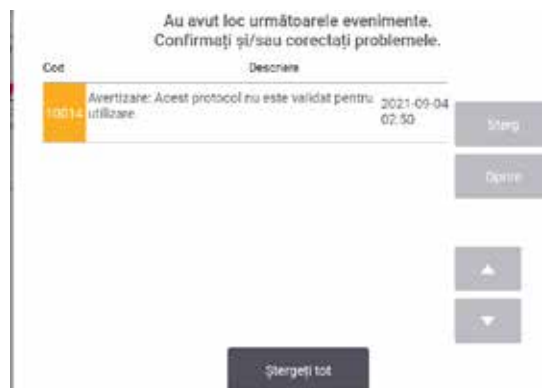 Au avut loc următoarele evenimente.
Confirmați și/sau corectați problemele.
Cod Descriere
10014 Avertizare: Acest protocol nu este validat pentru utilizare 2021-09-04 02:50
Șterg
Oprire
Ștergeți tot